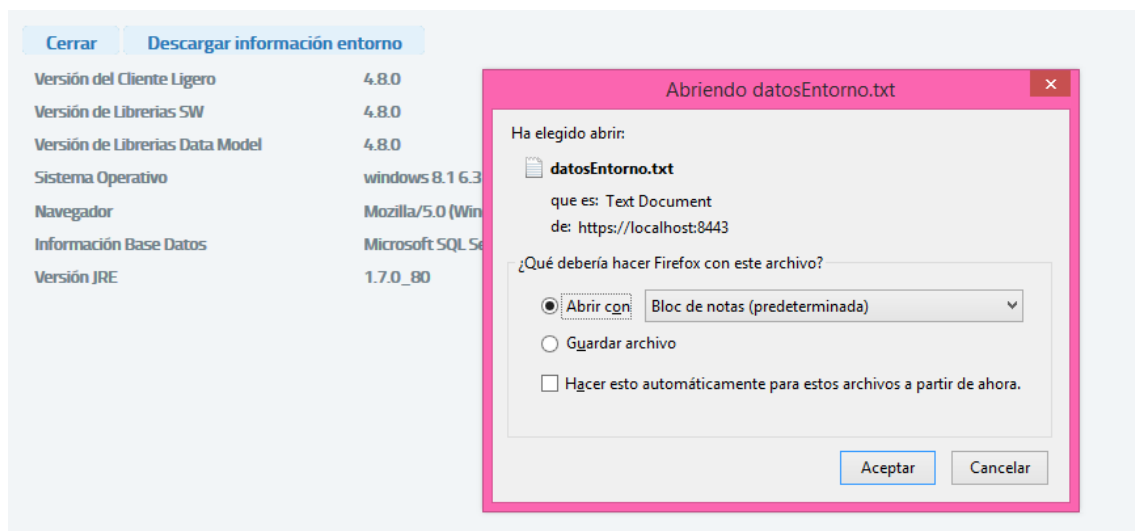 Cerrar Descargar información entorno
Versión del Cliente Ligero 4.8.0
Versión de Librerias SW 4.8.0
Versión de Librerias Data Model 4.8.0
Sistema Operativo windows 8.1 6.3
Navegador Mozilla/5.0 (Win
Información Base Datos Microsoft SQL Se
Versión JRE 1.7.0_80
Abriendo datosEntorno.txt
Ha elegido abrir:
datosEntorno.txt
que es: Text Document
de: https://localhost:8443
¿Qué debería hacer Firefox con este archivo?
Abrir con Bloc de notas (predeterminada)
Guardar archivo
Hacer esto automáticamente para estos archivos a partir de ahora.
Aceptar Cancelar